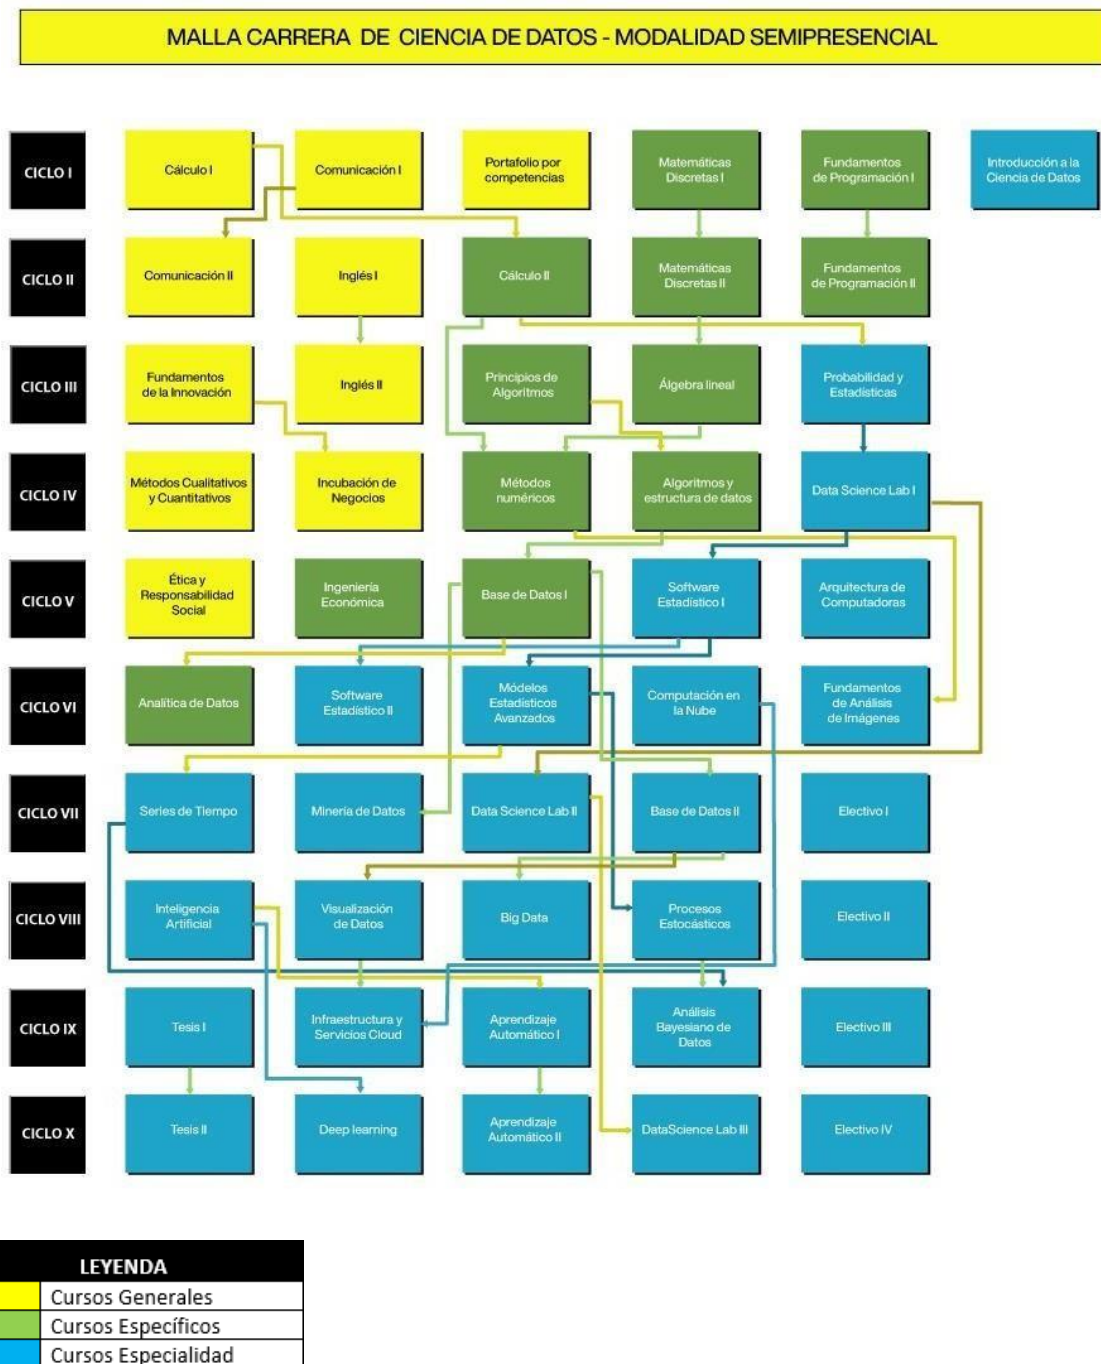 MALLA CARRERA DE CIENCIA DE DATOS - MODALIDAD SEMIPRESENCIAL
CICLO I
Cálculo I
Comunicación I
Portafolio por
competencias
Matemáticas
Discretas I
Fundamentos
de Programación I
Introducción a la
Ciencia de Datos
CICLO II
Comunicación II
Inglés I
Cálculo II
Matemáticas
Discretas II
Fundamentos
de Programación II
CICLO III
Fundamentos
de la Innovación
Inglés II
Principios de
Algoritmos
Álgebra lineal
Probabilidad y
Estadísticas
CICLO IV
Métodos Cualitativos
y Cuantitativos
Incubación de
Negocios
Métodos
numéricos
Algoritmos y
estructura de datos
Data Science Lab I
CICLO V
Ética y
Responsabilidad
Social
Ingeniería
Económica
Base de Datos I
Software
Estadístico I
Arquitectura de
Computadoras
CICLO VI
Analítica de Datos
Software
Estadístico II
Módelos
Estadísticos
Avanzados
Computación en
la Nube
Fundamentos
de Análisis
de Imágenes
CICLO VII
Series de TIempo
Minería de Datos
Data Science Lab II
Base de Datos II
Electivo I
CICLO VIII
Inteligencia
Artificial
Visualización
de Datos
Big Data
Procesos
Estocásticos
Electivo II
CICLO IX
Tesis I
Infraestructura y
Servicios Cloud
Aprendizaje
Automático I
Análisis
Bayesiano de
Datos
Electivo III
CICLO X
Tesis II
Deep learning
Aprendizaje
Automático II
DataScience Lab III
Electivo IV
LEYENDA
Cursos Generales
Cursos Específicos
Cursos Especialidad